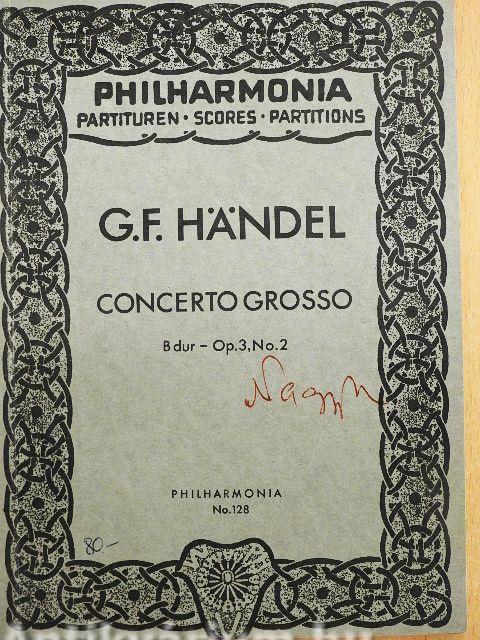 PHILHARMONIA
PARTITUREN · SCORES · PARTITIONS
G.F. HÄNDEL
CONCERTO GROSSO
B dur – Op.3, No.2
PHILHARMONIA
No.128
80–